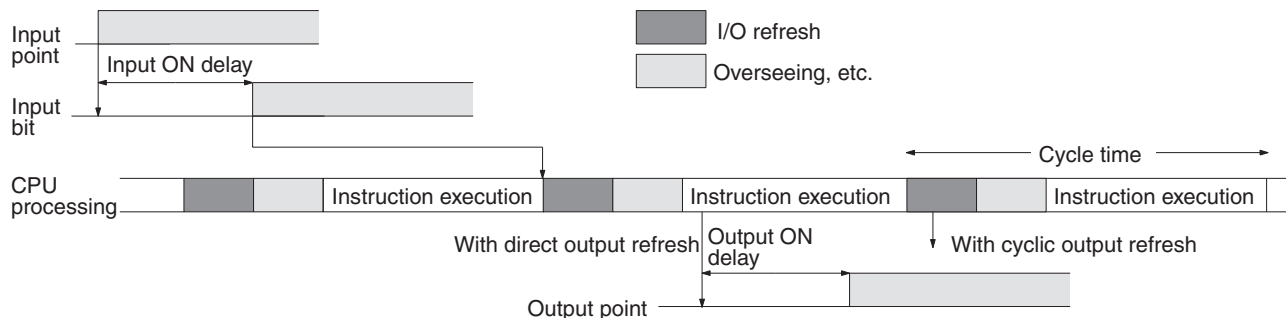 Input
point
I/O refresh
Input ON delay
Overseeing, etc.
Input
bit
Cycle time
CPU
processing
Instruction execution
Instruction execution
Instruction execution
With direct output refresh
Output ON
delay
With cyclic output refresh
Output point